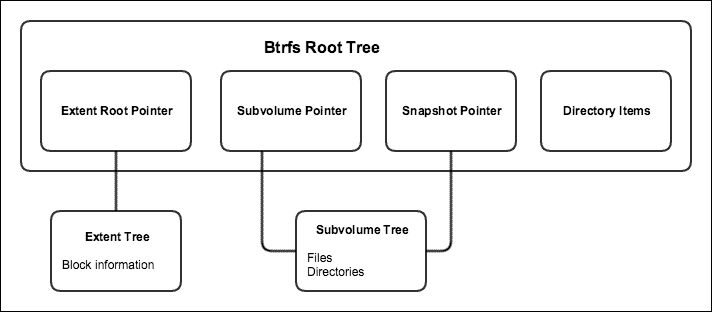 Btrfs Root Tree
Extent Root Pointer
Subvolume Pointer
Snapshot Pointer
Directory Items
Extent Tree
Block information
Subvolume Tree
Files
Directories